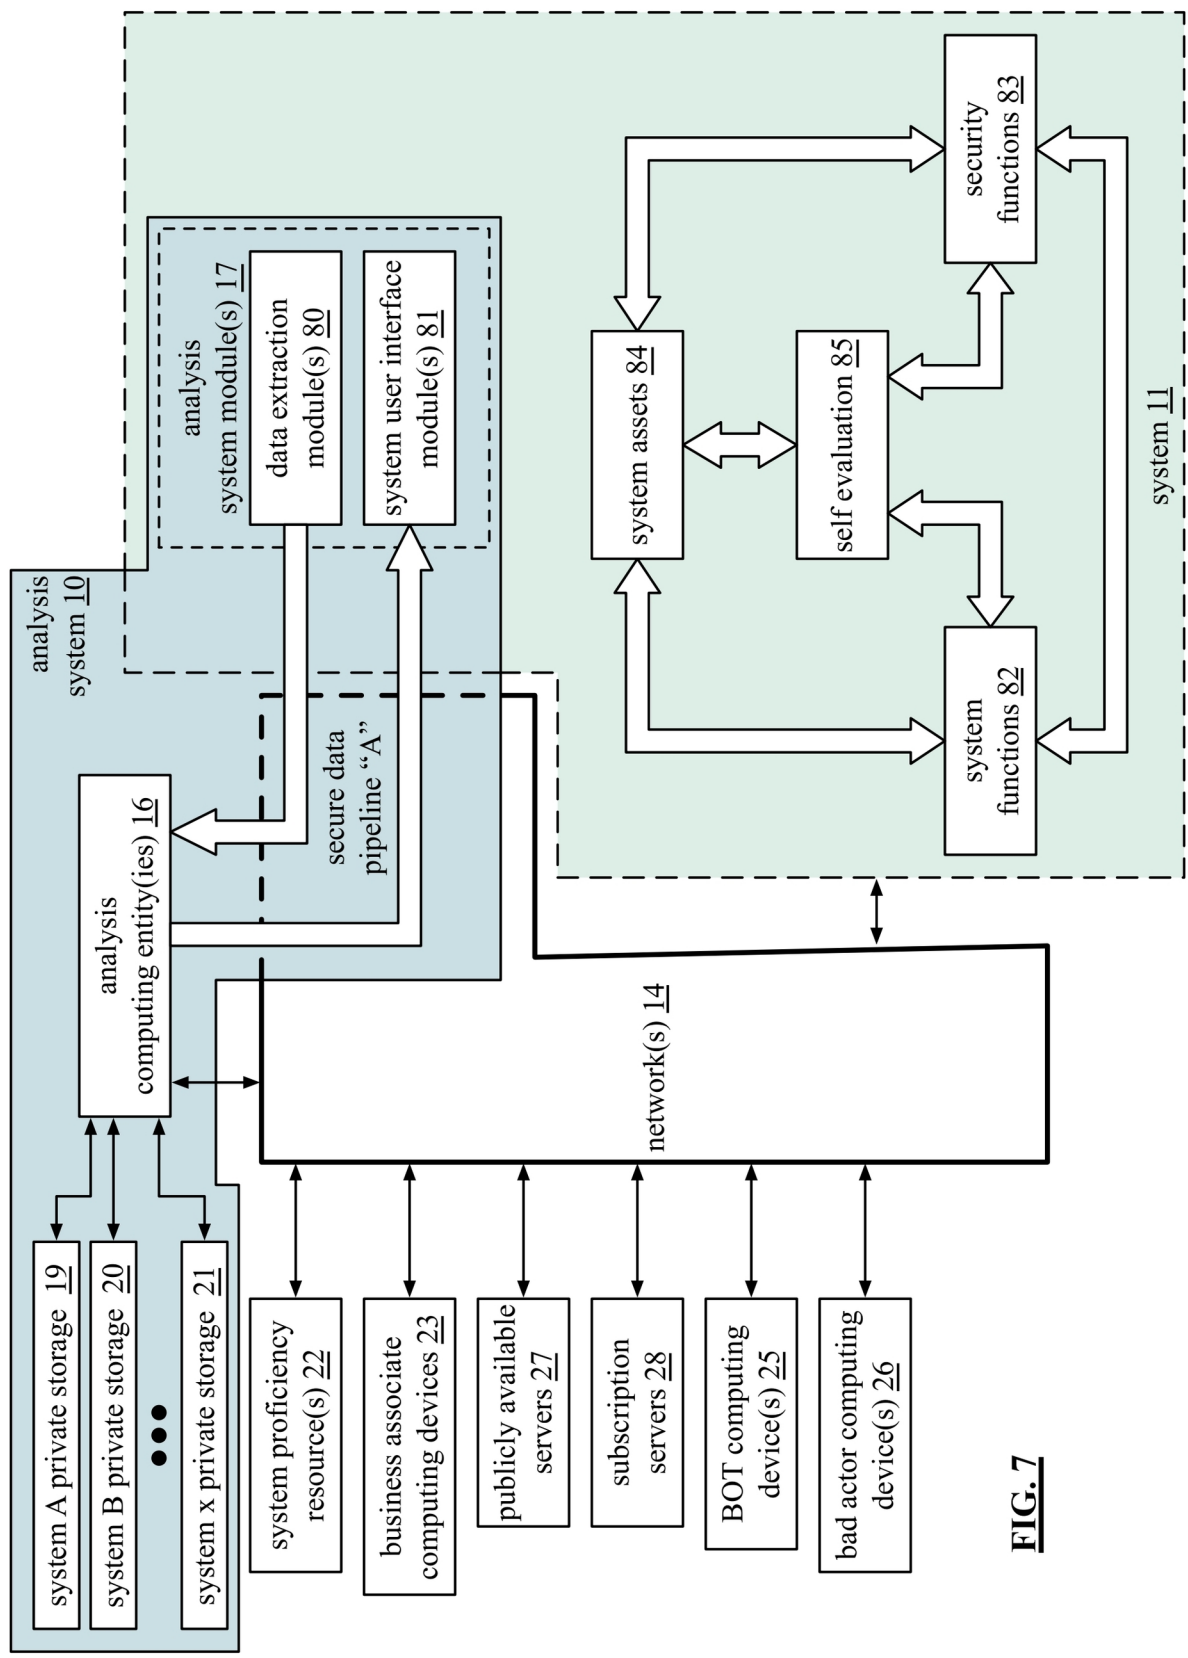 system A private storage 19
system B private storage 20
system x private storage 21
analysis
computing entity(ies) 16
analysis
system 10
analysis
system module(s) 17
data extraction
module(s) 80
system user interface
module(s) 81
secure data
pipeline “A”
system proficiency
resource(s) 22
business associate
computing devices 23
publicly available
servers 27
subscription
servers 28
BOT computing
device(s) 25
bad actor computing
device(s) 26
network(s) 14
system assets 84
self evaluation 85
system
functions 82
security
functions 83
system 11
FIG. 7